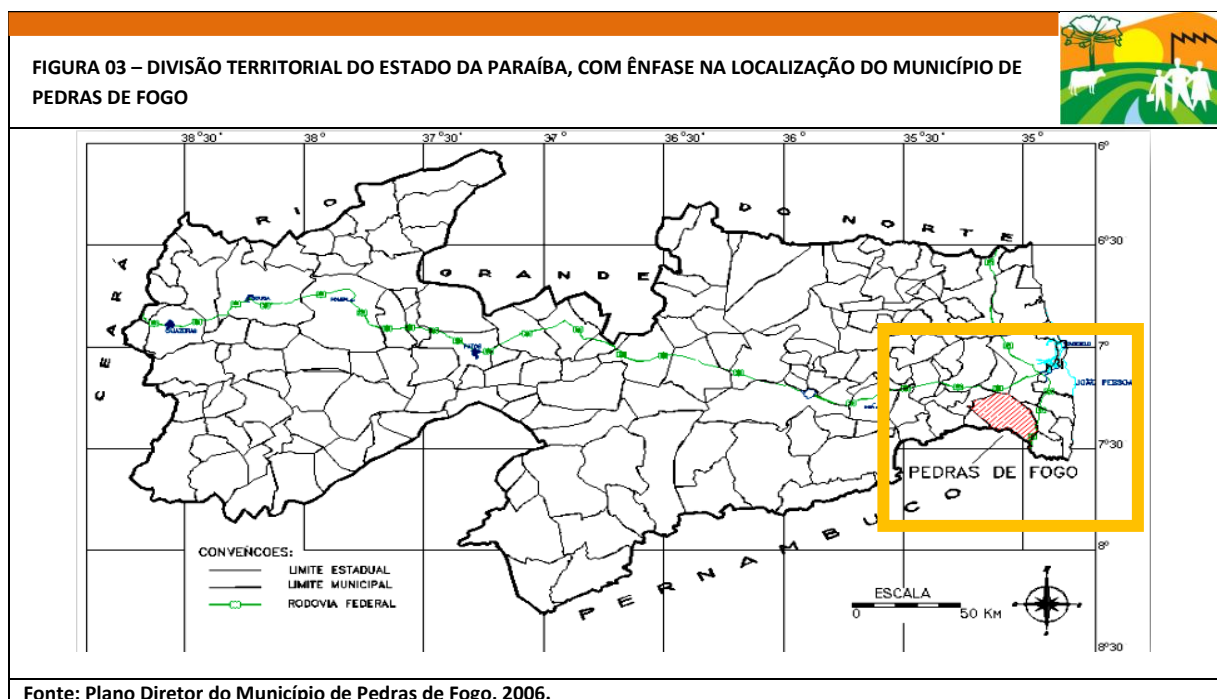 FIGURA 03 – DIVISÃO TERRITORIAL DO ESTADO DA PARAÍBA, COM ÊNFASE NA LOCALIZAÇÃO DO MUNICÍPIO DE
PEDRAS DE FOGO
38°30' 38° 37°30' 37° 36°30' 36° 35°30' 35°
6°
RIO
DO NORTE
6°30
GRANDE
CEARÁ
PATOS
7°
JOÃO PESSOA
7°30
PEDRAS DE FOGO
PERNAMBUCO
8°
CONVENCOES:
LIMITE ESTADUAL
LIMITE MUNICIPAL
RODOVIA FEDERAL
ESCALA
0 50 KM
8°30
Fonte: Plano Diretor do Município de Pedras de Fogo, 2006.